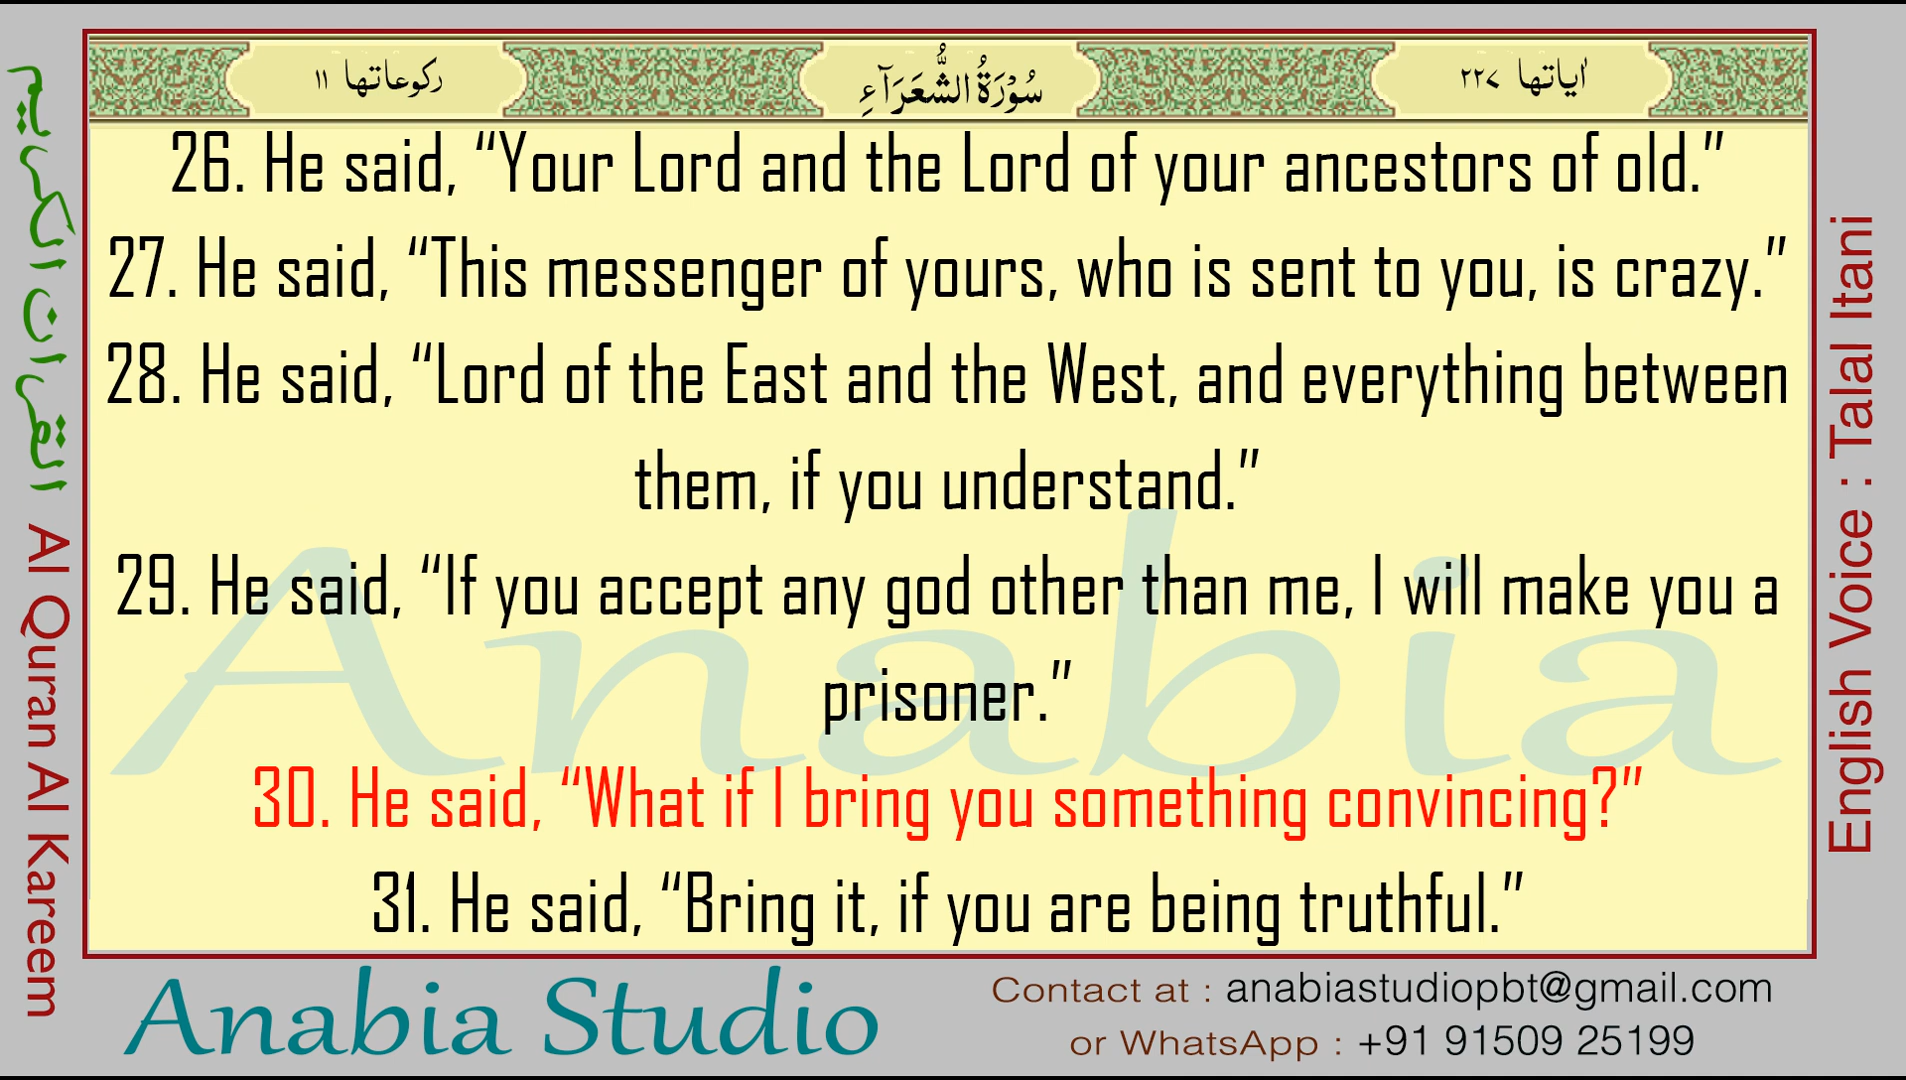 اٰیاتها ۲۲۷
سُوْرَةُ الشُّعَرَآءِ
رکوعاتها ۱۱
26. He said, “Your Lord and the Lord of your ancestors of old.”
27. He said, “This messenger of yours, who is sent to you, is crazy.”
28. He said, “Lord of the East and the West, and everything between
them, if you understand.”
29. He said, “If you accept any god other than me, I will make you a
prisoner.”
30. He said, “What if I bring you something convincing?”
31. He said, “Bring it, if you are being truthful.”
Anabia
القرآن الكريم
Al Quran Al Kareem
English Voice : Talal Itani
Anabia Studio
Contact at : anabiastudiopbt@gmail.com
or WhatsApp : +91 91509 25199